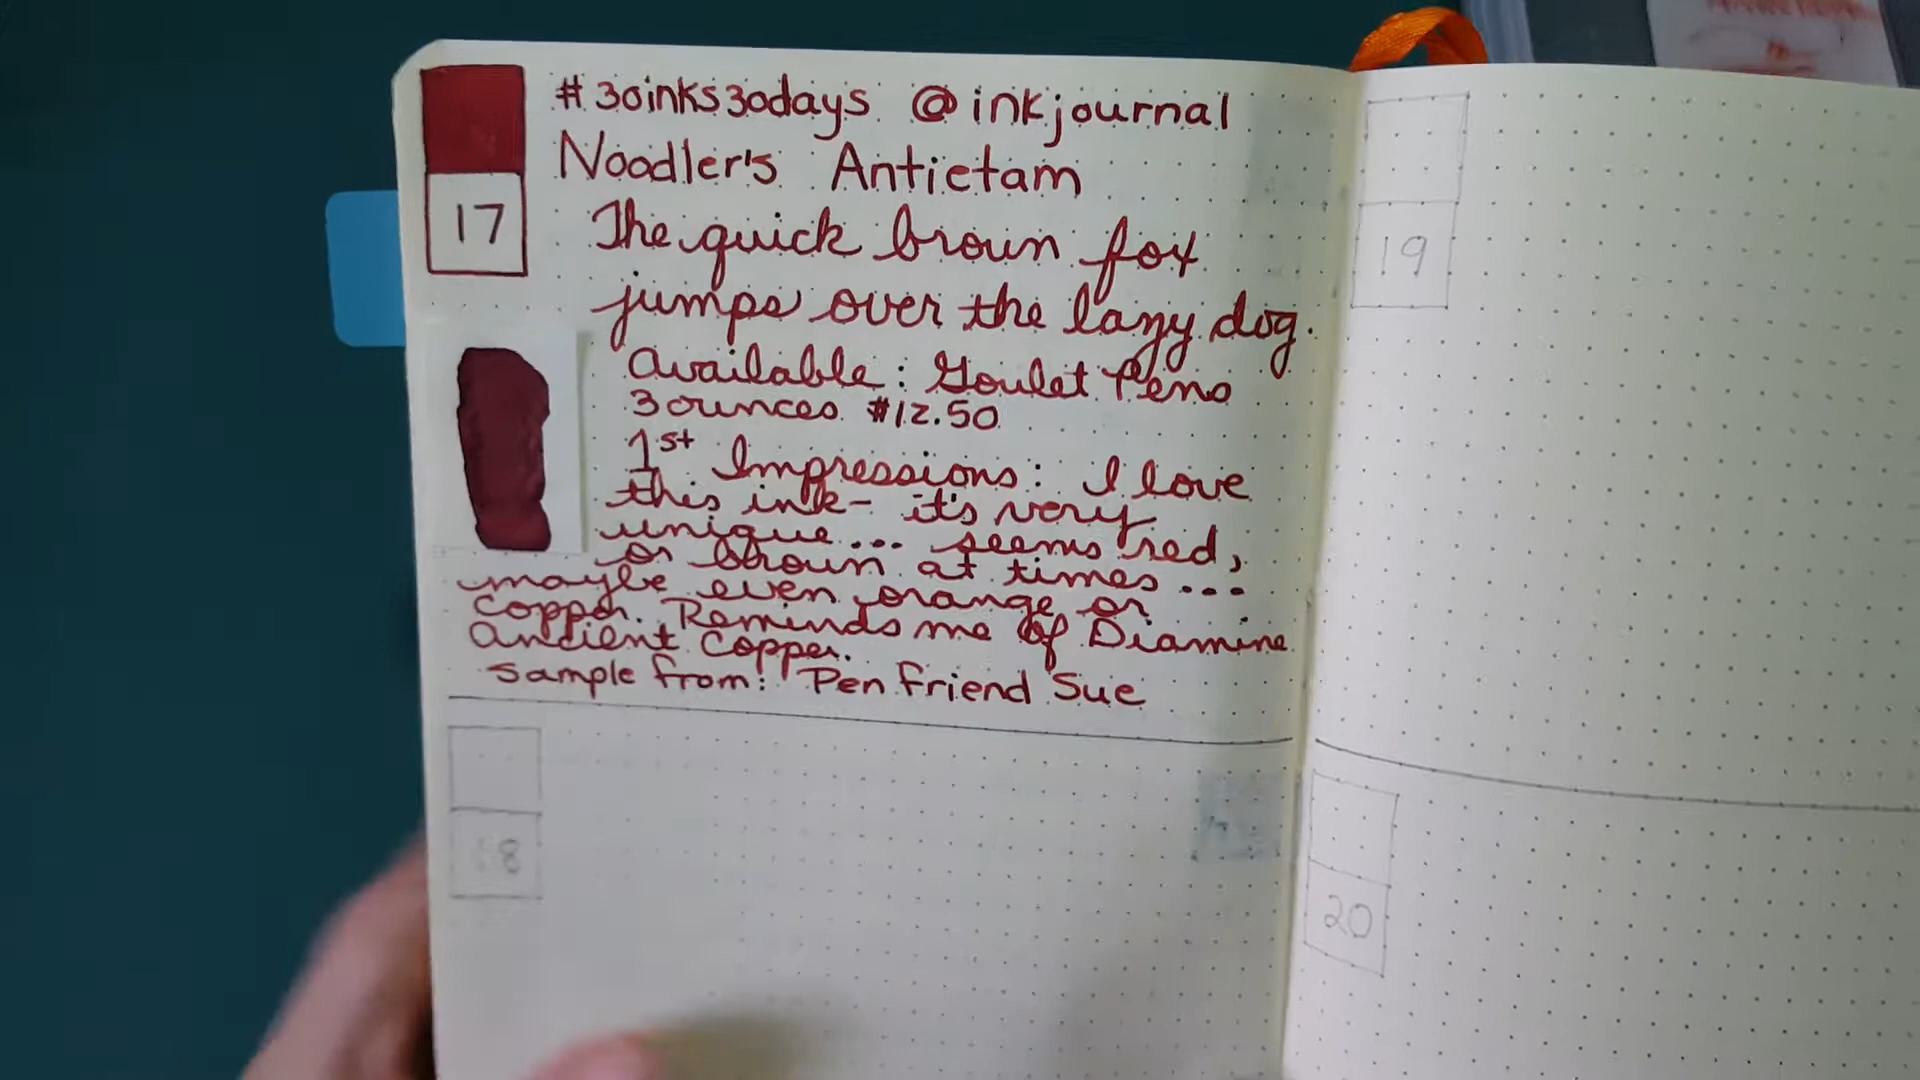 #30inks30days @inkjournal
Noodler's Antietam
17
The quick brown fox
jumps over the lazy dog.
Available: Goulet Pens
3 ounces $12.50
1st Impressions: I love
this ink - it's very
unique... seems red,
or brown at times...
maybe even orange or
copper. Reminds me of Diamine
Ancient Copper.
Sample from: Pen Friend Sue
18
19
20